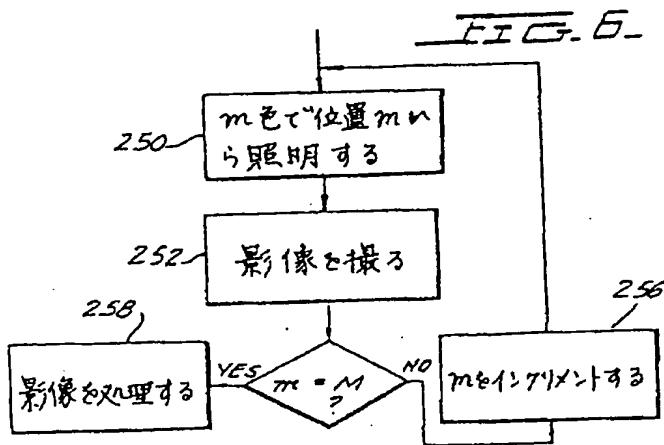 FIG. 6
250
m色で位置mか
ら照明する
252
影像を撮る
258
256
影像を処理する
YES
m = M
?
NO
mをインクリメントする